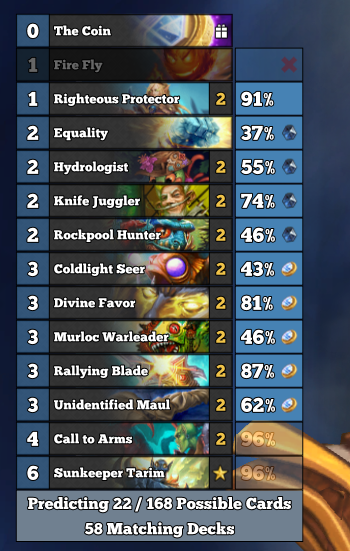 0 The Coin
1 Fire Fly
1 Righteous Protector 2 91%
2 Equality 37%
2 Hydrologist 2 55%
2 Knife Juggler 2 74%
2 Rockpool Hunter 2 46%
3 Coldlight Seer 2 43%
3 Divine Favor 2 81%
3 Murloc Warleader 2 46%
3 Rallying Blade 2 87%
3 Unidentified Maul 2 62%
4 Call to Arms 2 96%
6 Sunkeeper Tarim 96%
Predicting 22 / 168 Possible Cards
58 Matching Decks